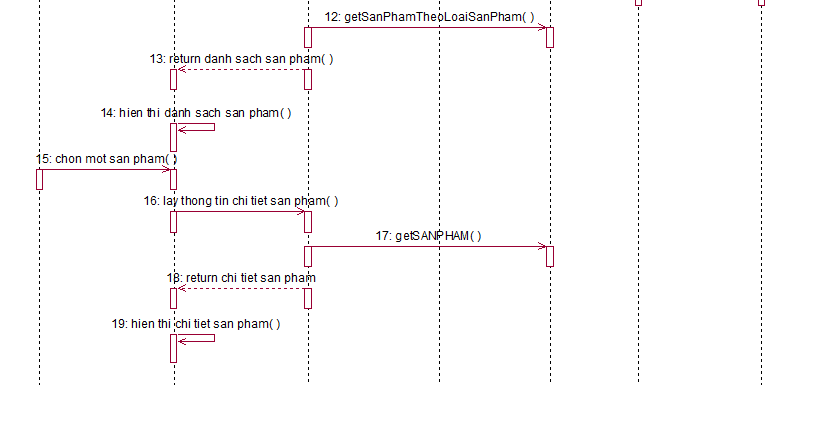 12: getSanPhamTheoLoaiSanPham( )
13: return danh sach san pham( )
14: hien thi danh sach san pham( )
15: chon mot san pham( )
16: lay thong tin chi tiet san pham( )
17: getSANPHAM( )
18: return chi tiet san pham
19: hien thi chi tiet san pham( )